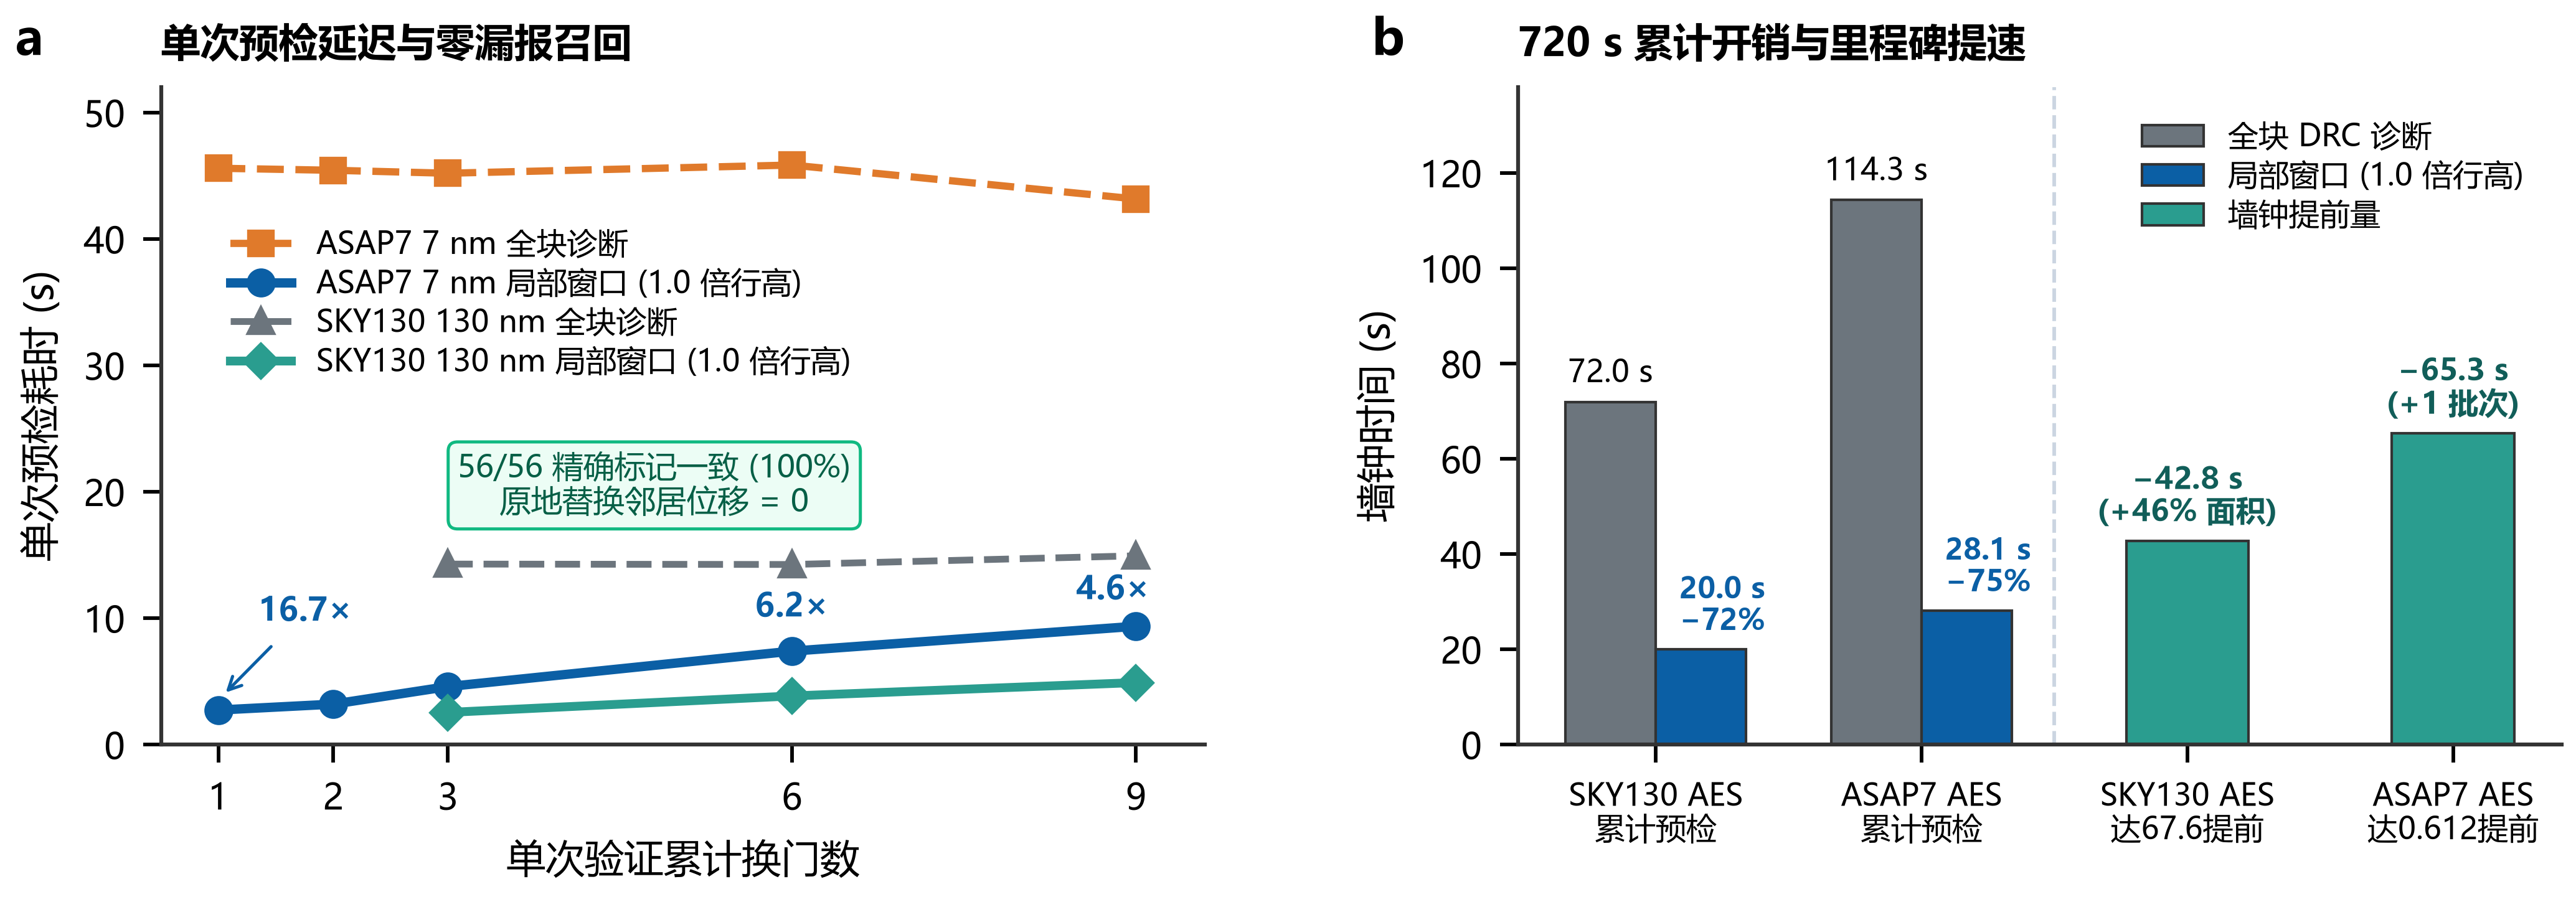 a
单次预检延迟与零漏报召回
单次预检耗时 (s)
50
40
30
20
10
0
ASAP7 7 nm 全块诊断
ASAP7 7 nm 局部窗口 (1.0 倍行高)
SKY130 130 nm 全块诊断
SKY130 130 nm 局部窗口 (1.0 倍行高)
56/56 精确标记一致 (100%)
原地替换邻居位移 = 0
16.7×
6.2×
4.6×
1
2
3
6
9
单次验证累计换门数
b
720 s 累计开销与里程碑提速
墙钟时间 (s)
120
100
80
60
40
20
0
全块 DRC 诊断
局部窗口 (1.0 倍行高)
墙钟提前量
72.0 s
20.0 s
−72%
114.3 s
28.1 s
−75%
−42.8 s
(+46% 面积)
−65.3 s
(+1 批次)
SKY130 AES
累计预检
ASAP7 AES
累计预检
SKY130 AES
达67.6提前
ASAP7 AES
达0.612提前